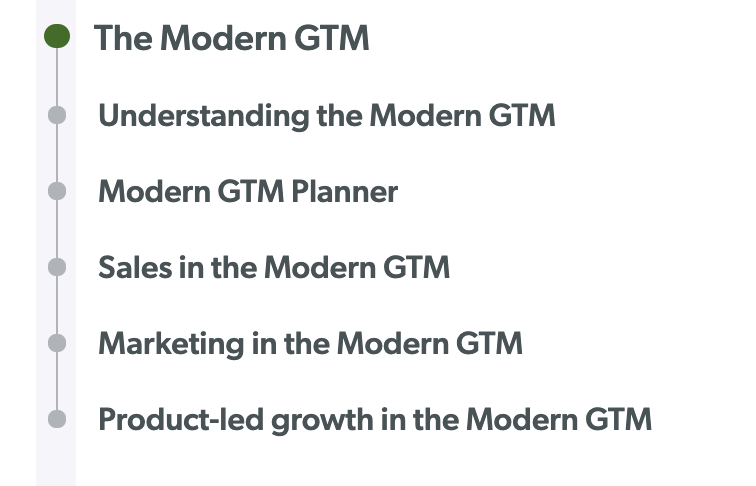 The Modern GTM
Understanding the Modern GTM
Modern GTM Planner
Sales in the Modern GTM
Marketing in the Modern GTM
Product-led growth in the Modern GTM